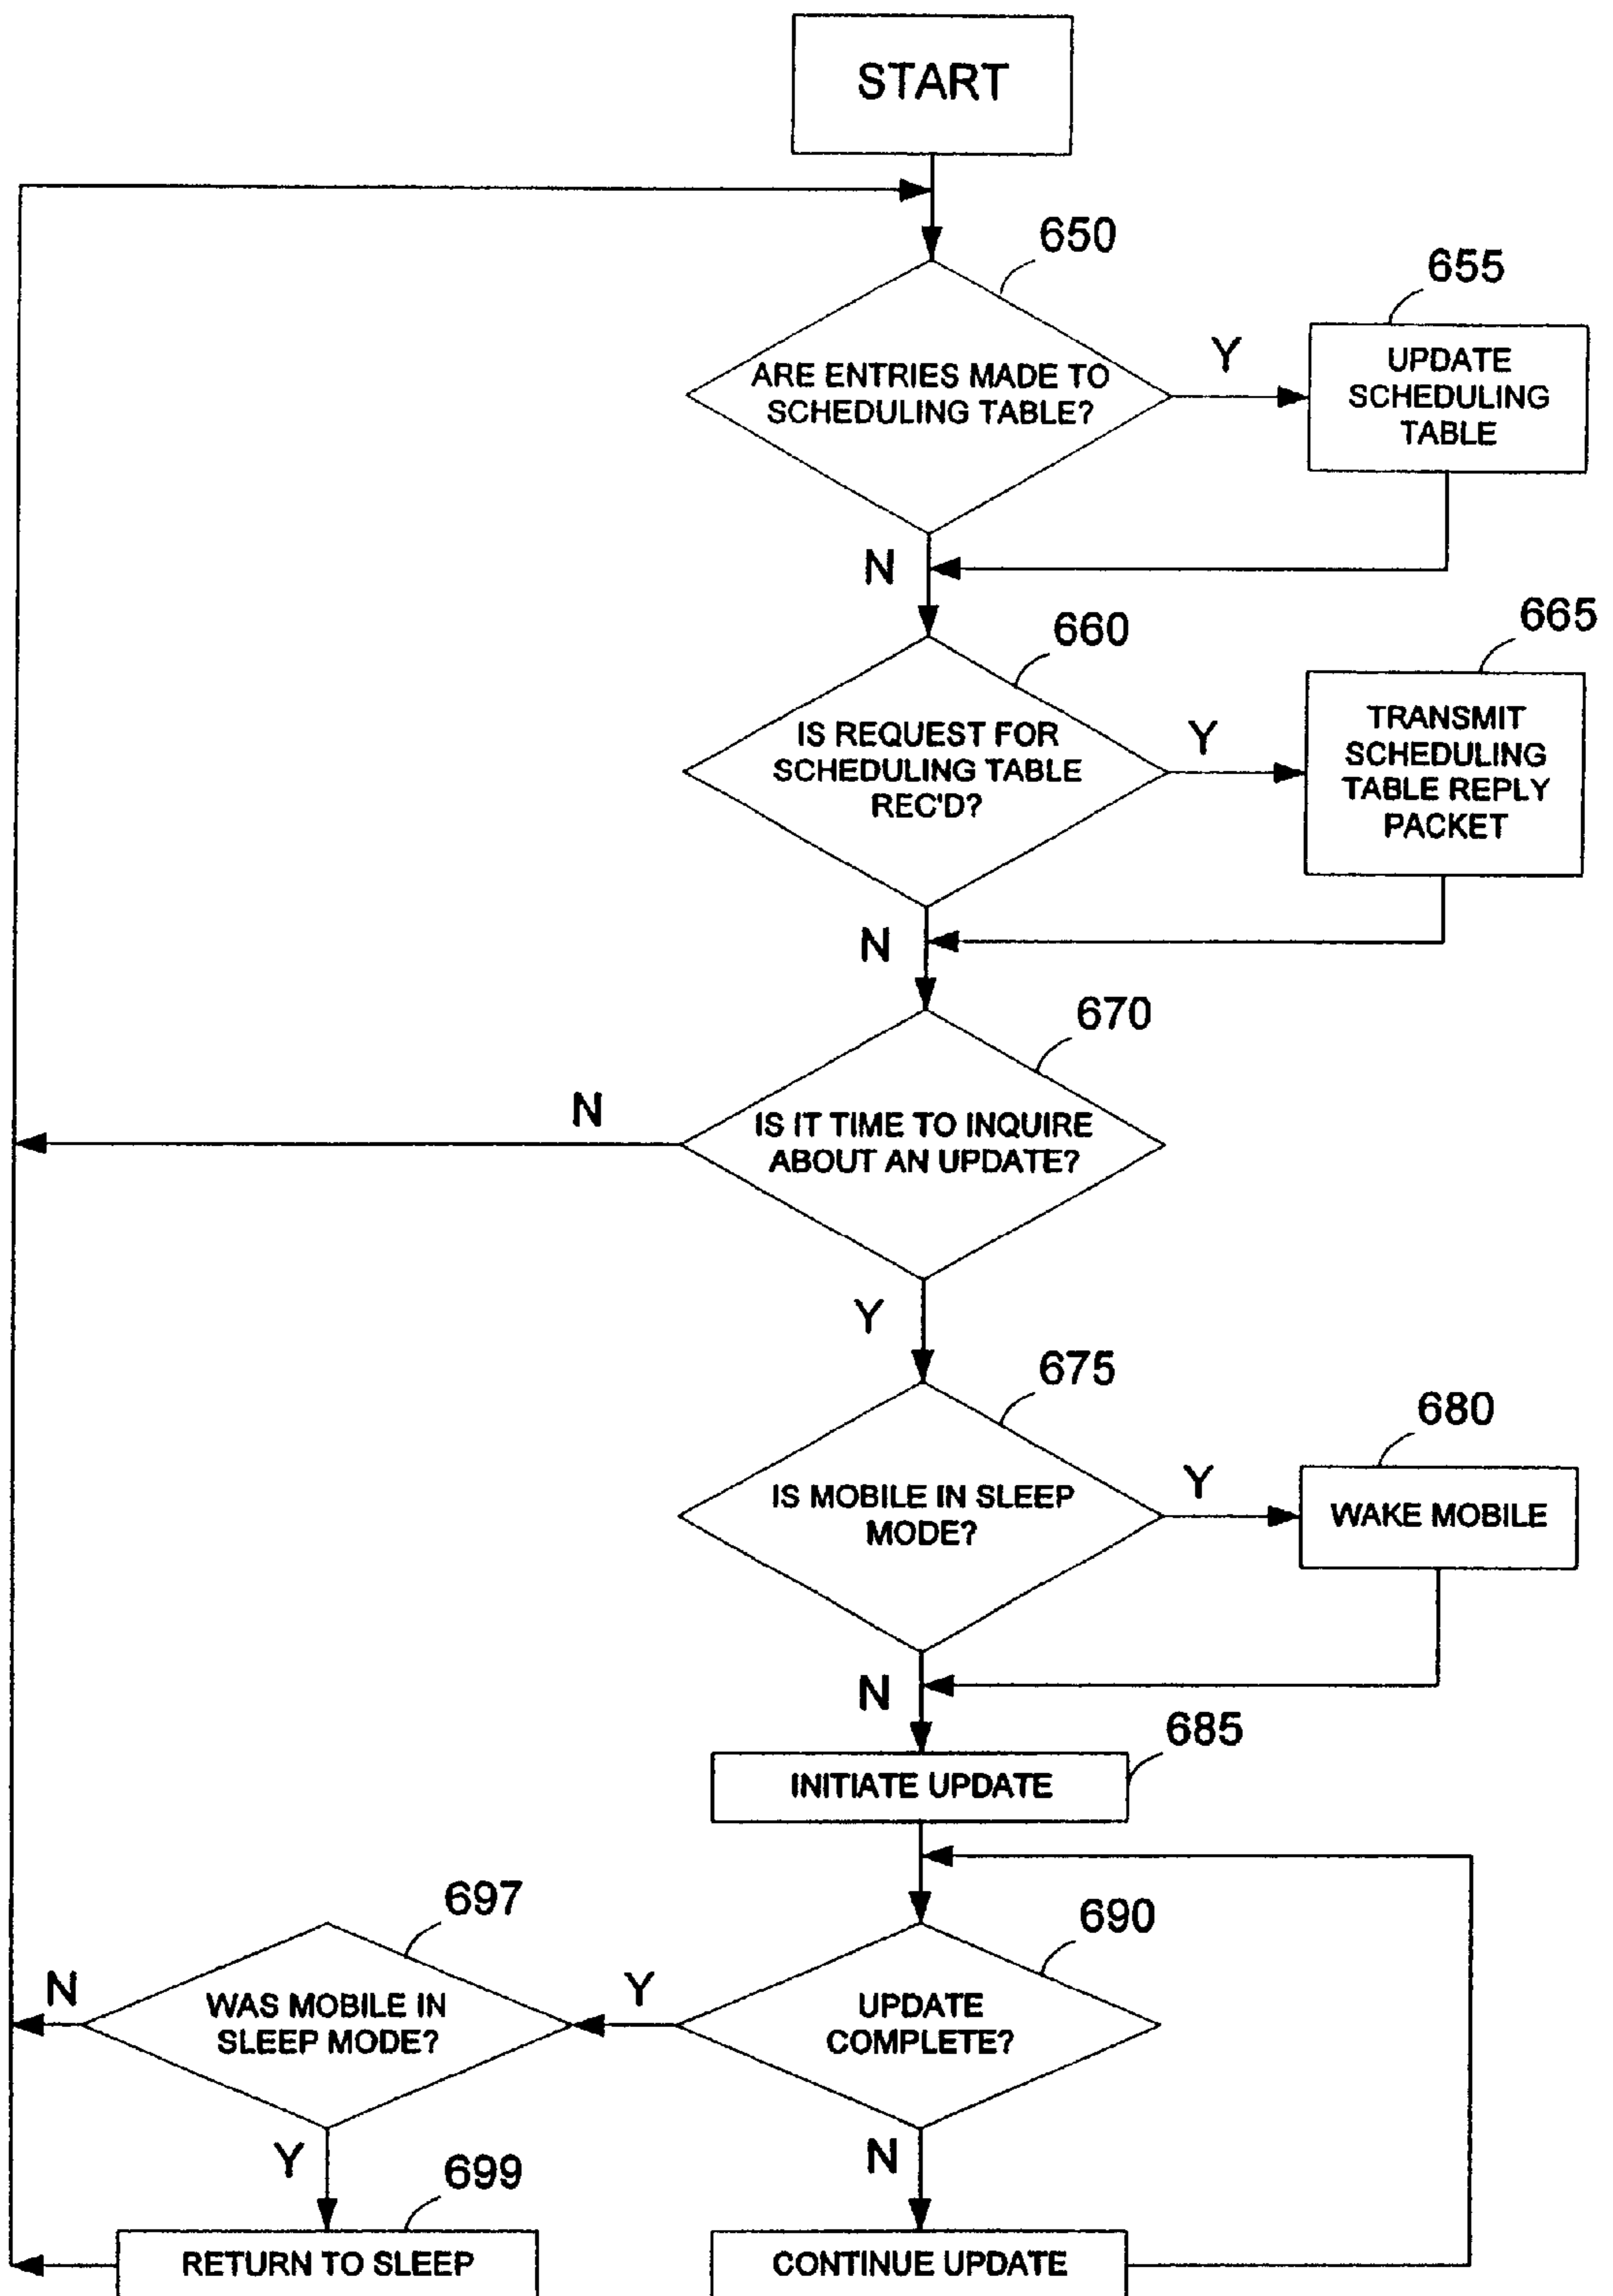 START
650
ARE ENTRIES MADE TO
SCHEDULING TABLE?
Y
655
UPDATE
SCHEDULING
TABLE
N
660
IS REQUEST FOR
SCHEDULING TABLE
REC'D?
Y
665
TRANSMIT
SCHEDULING
TABLE REPLY
PACKET
N
670
IS IT TIME TO INQUIRE
ABOUT AN UPDATE?
N
Y
675
IS MOBILE IN SLEEP
MODE?
Y
680
WAKE MOBILE
N
685
INITIATE UPDATE
690
UPDATE
COMPLETE?
Y
697
WAS MOBILE IN
SLEEP MODE?
N
Y
699
RETURN TO SLEEP
N
CONTINUE UPDATE